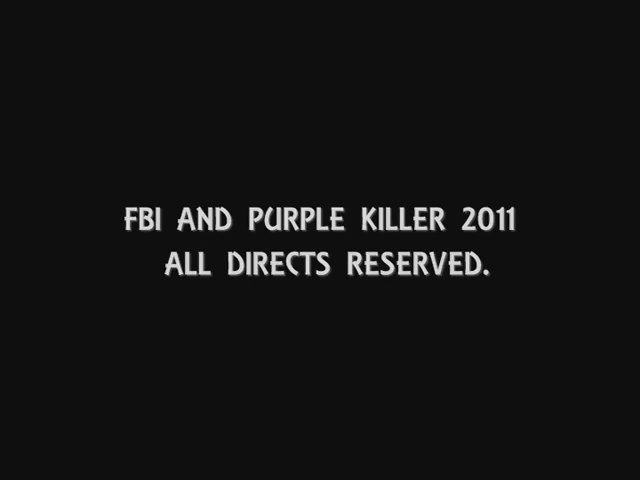 FBI AND PURPLE KILLER 2011
ALL DIRECTS RESERVED.